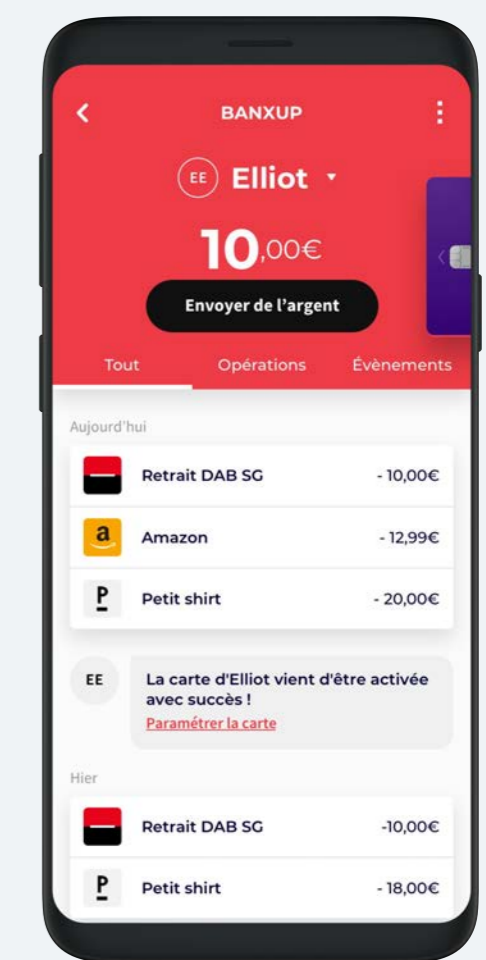 BANXUP
EE Elliot
10,00€
Envoyer de l’argent
Tout Opérations Évènements
Aujourd'hui
Retrait DAB SG - 10,00€
a Amazon - 12,99€
P Petit shirt - 20,00€
EE La carte d'Elliot vient d'être activée
avec succès !
Paramétrer la carte
Hier
Retrait DAB SG -10,00€
P Petit shirt - 18,00€